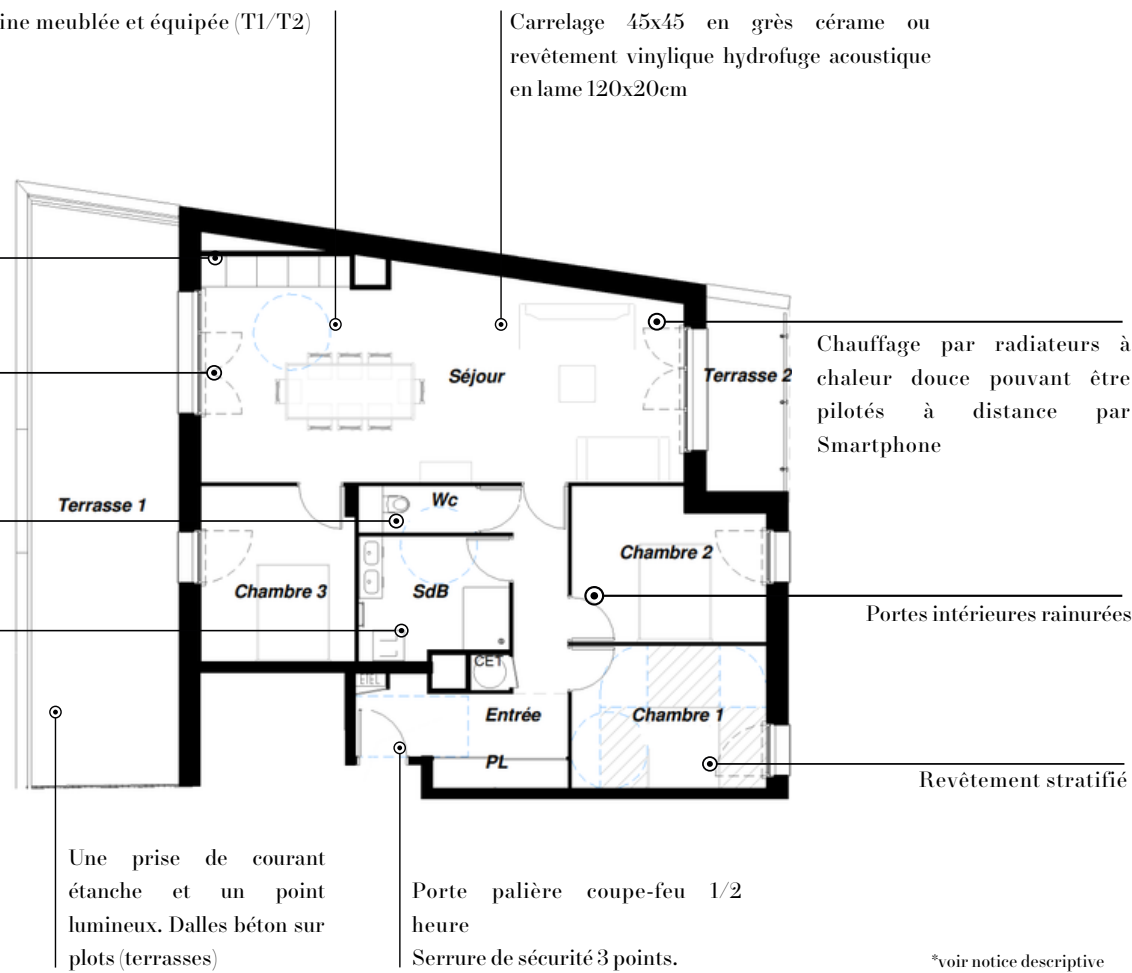 ine meublée et équipée (T1/T2)
Carrelage 45x45 en grès cérame ou
revêtement vinylique hydrofuge acoustique
en lame 120x20cm
Chauffage par radiateurs à
chaleur douce pouvant être
pilotés à distance par
Smartphone
Séjour
Terrasse 2
Terrasse 1
Wc
Chambre 2
Chambre 3
SdB
Portes intérieures rainurées
CET
ETEL
Entrée
Chambre 1
PL
Revêtement stratifié
Une prise de courant
étanche et un point
lumineux. Dalles béton sur
plots (terrasses)
Porte palière coupe-feu 1/2
heure
Serrure de sécurité 3 points.
*voir notice descriptive